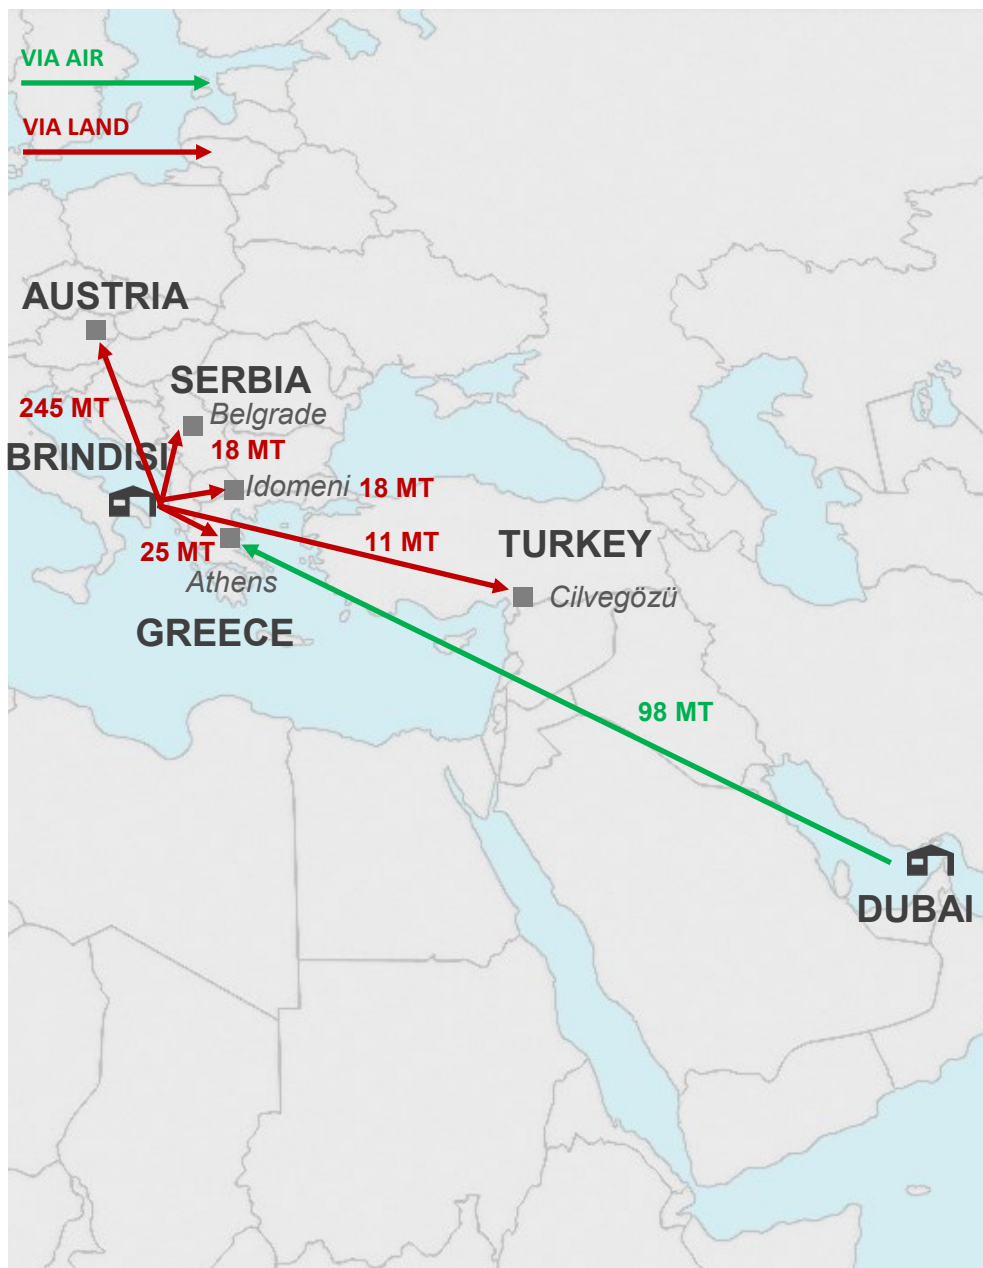 VIA AIR
VIA LAND
AUSTRIA
SERBIA
Belgrade
245 MT
18 MT
BRINDISI
Idomeni
18 MT
25 MT
11 MT
TURKEY
Athens
Cilvegözü
GREECE
98 MT
DUBAI